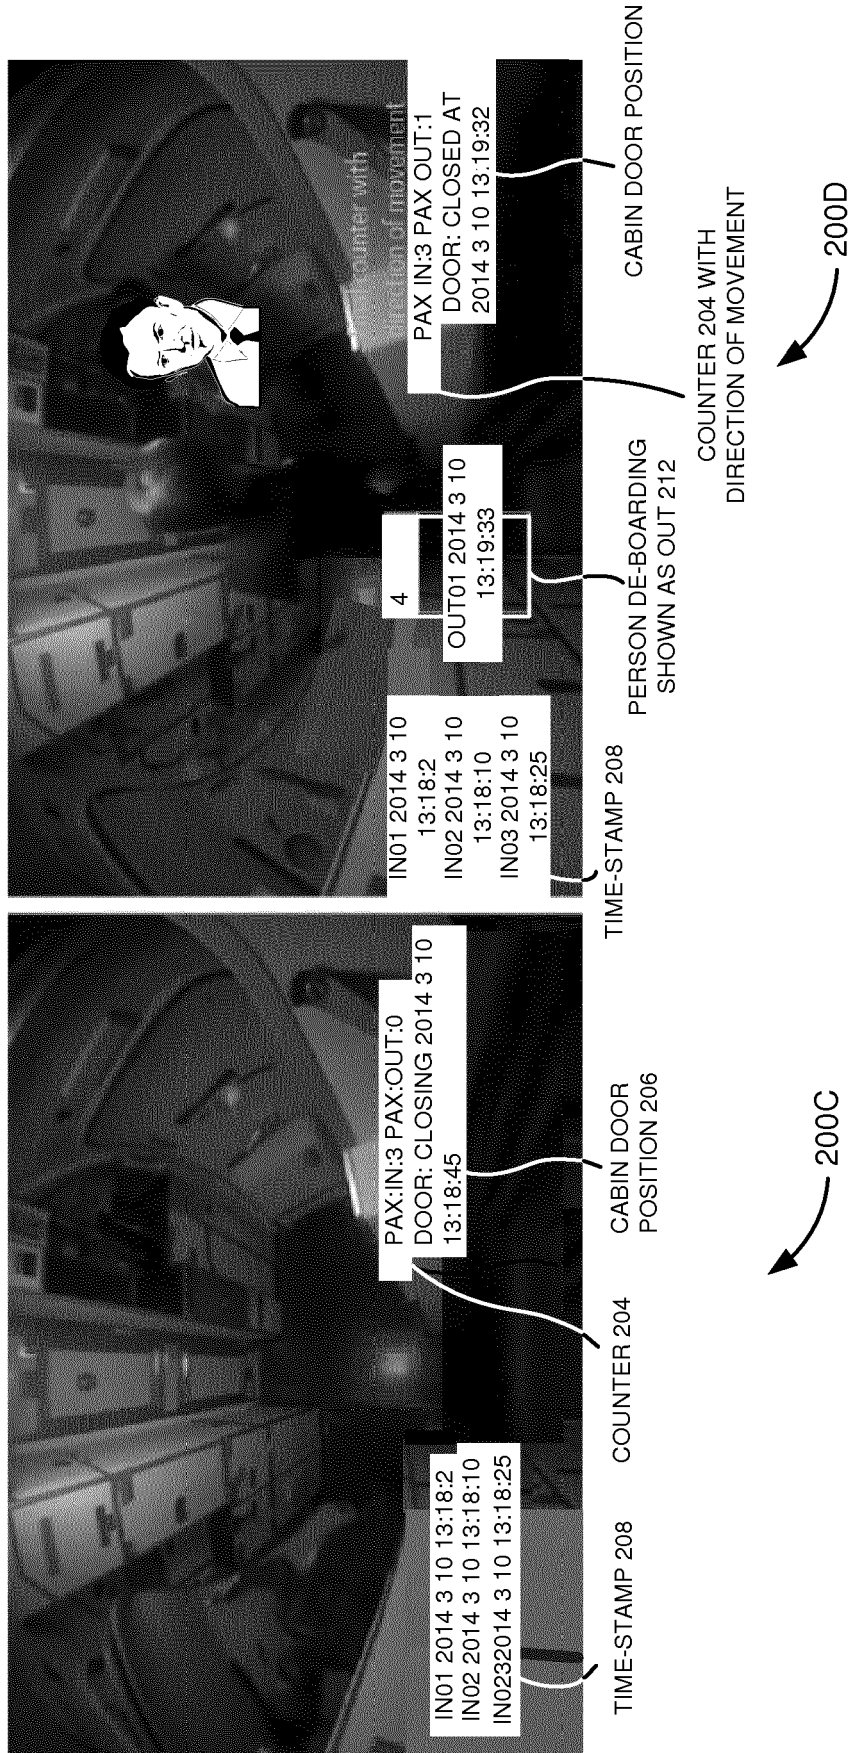 IN01 2014 3 10 13:18:2
IN02 2014 3 10 13:18:10
IN0232014 3 10 13:18:25
PAX:IN:3 PAX:OUT:0
DOOR: CLOSING 2014 3 10
13:18:45
TIME-STAMP 208
COUNTER 204
CABIN DOOR
POSITION 206
200C
IN01 2014 3 10
13:18:2
IN02 2014 3 10
13:18:10
IN03 2014 3 10
13:18:25
4
OUT01 2014 3 10
13:19:33
counter with
direction of movement
PAX IN:3 PAX OUT:1
DOOR: CLOSED AT
2014 3 10 13:19:32
TIME-STAMP 208
PERSON DE-BOARDING
SHOWN AS OUT 212
COUNTER 204 WITH
DIRECTION OF MOVEMENT
CABIN DOOR POSITION
200D